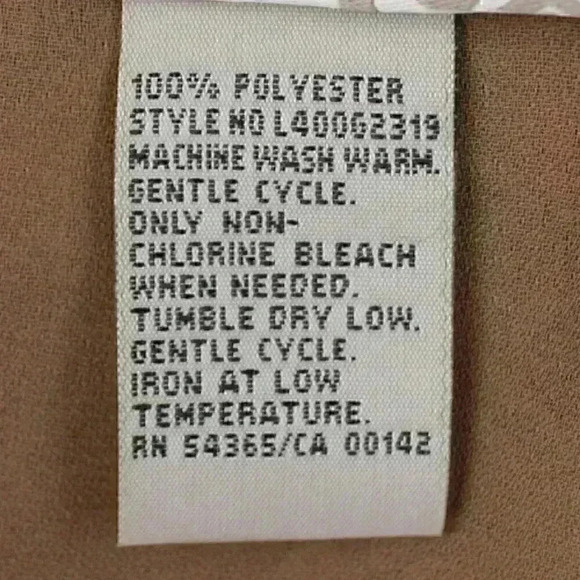 100% POLYESTER
STYLE NO L40062319
MACHINE WASH WARM.
GENTLE CYCLE.
ONLY NON-
CHLORINE BLEACH
WHEN NEEDED.
TUMBLE DRY LOW.
GENTLE CYCLE.
IRON AT LOW
TEMPERATURE.
RN 54365/CA 00142